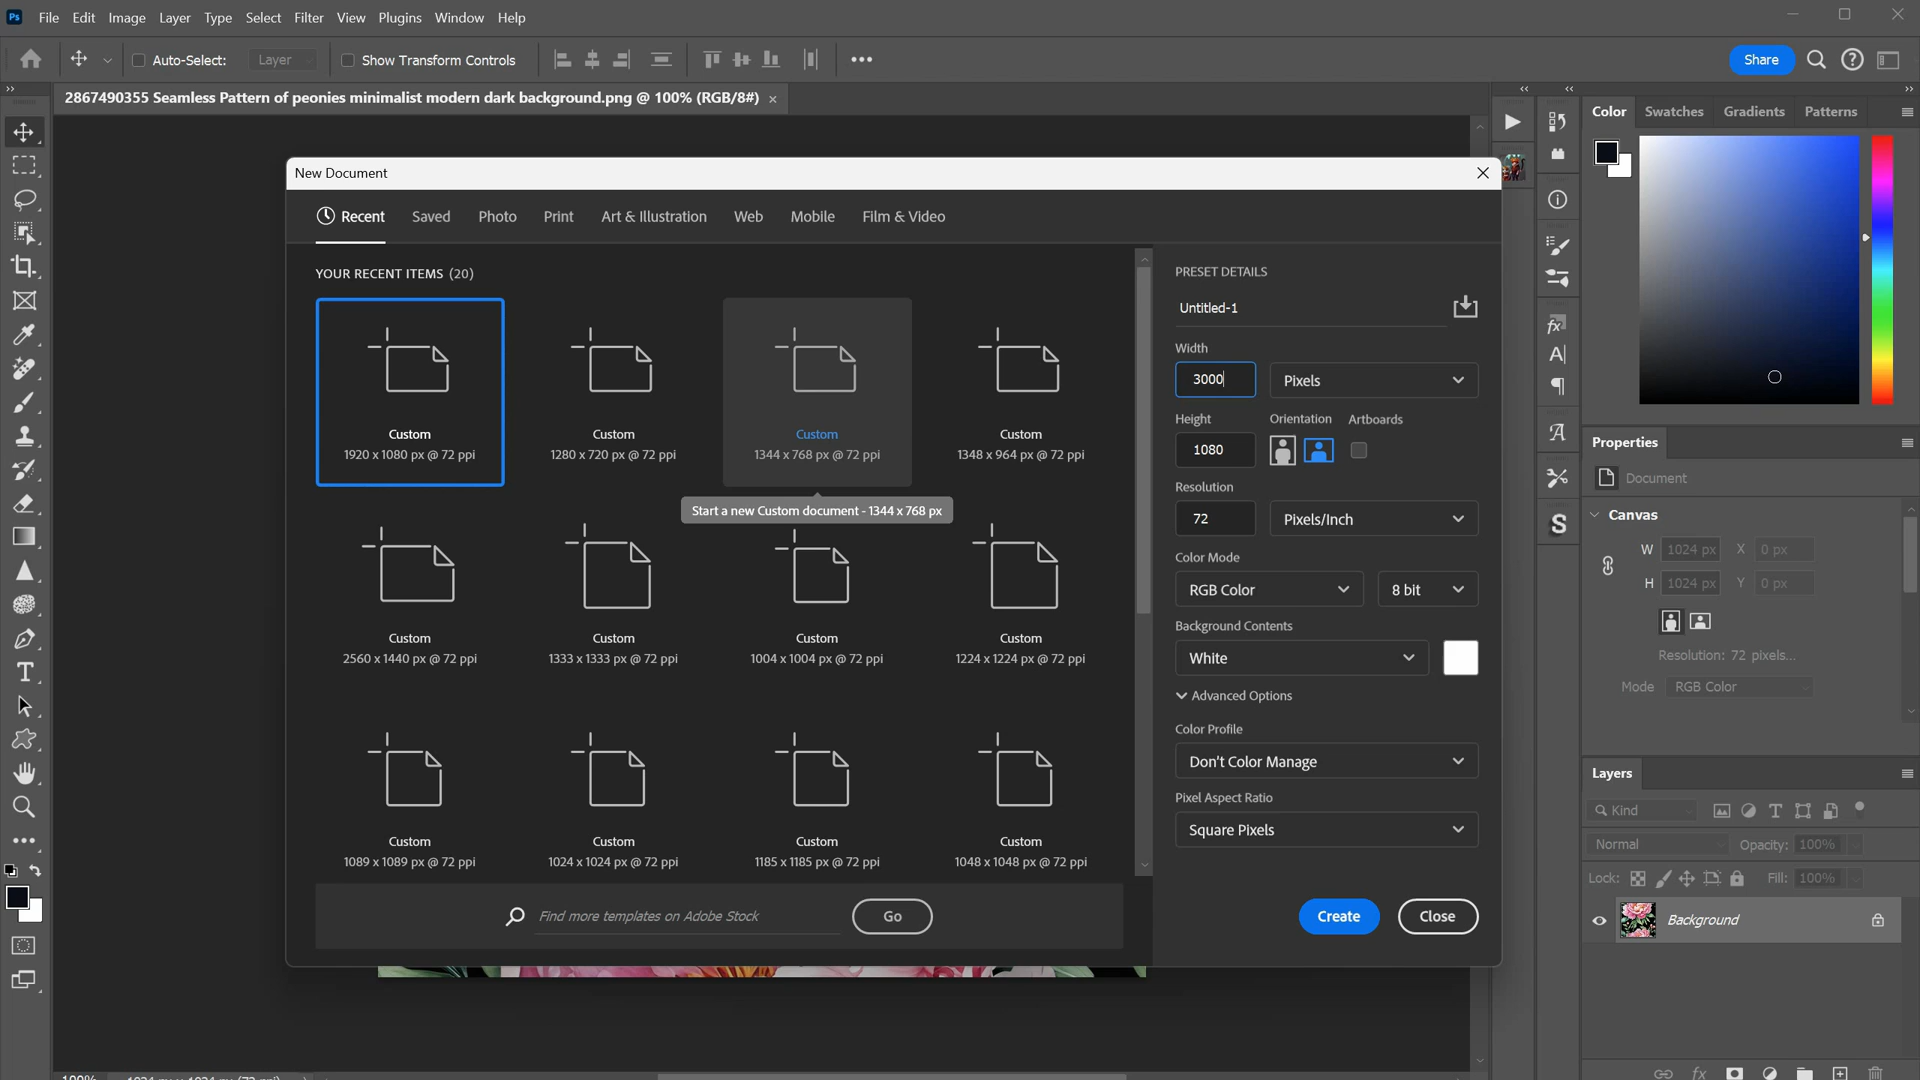 Ps File Edit Image Layer Type Select Filter View Plugins Window Help
Auto-Select: Layer Show Transform Controls Share
2867490355 Seamless Pattern of peonies minimalist modern dark background.png @ 100% (RGB/8#)
Color Swatches Gradients Patterns
New Document
Recent Saved Photo Print Art & Illustration Web Mobile Film & Video
YOUR RECENT ITEMS (20)
Custom Custom Custom Custom
1920 x 1080 px @ 72 ppi 1280 x 720 px @ 72 ppi 1344 x 768 px @ 72 ppi 1348 x 964 px @ 72 ppi
Start a new Custom document - 1344 x 768 px
Custom Custom Custom Custom
2560 x 1440 px @ 72 ppi 1333 x 1333 px @ 72 ppi 1004 x 1004 px @ 72 ppi 1224 x 1224 px @ 72 ppi
Custom Custom Custom Custom
1089 x 1089 px @ 72 ppi 1024 x 1024 px @ 72 ppi 1185 x 1185 px @ 72 ppi 1048 x 1048 px @ 72 ppi
Find more templates on Adobe Stock Go
PRESET DETAILS
Untitled-1
Width
3000 Pixels
Height Orientation Artboards
1080
Resolution
72 Pixels/Inch
Color Mode
RGB Color 8 bit
Background Contents
White
Advanced Options
Color Profile
Don't Color Manage
Pixel Aspect Ratio
Square Pixels
Create Close
Properties
Document
Canvas
W 1024 px X 0 px
H 1024 px Y 0 px
Resolution: 72 pixels...
Mode RGB Color
Layers
Kind
Normal Opacity: 100%
Lock: Fill: 100%
Background